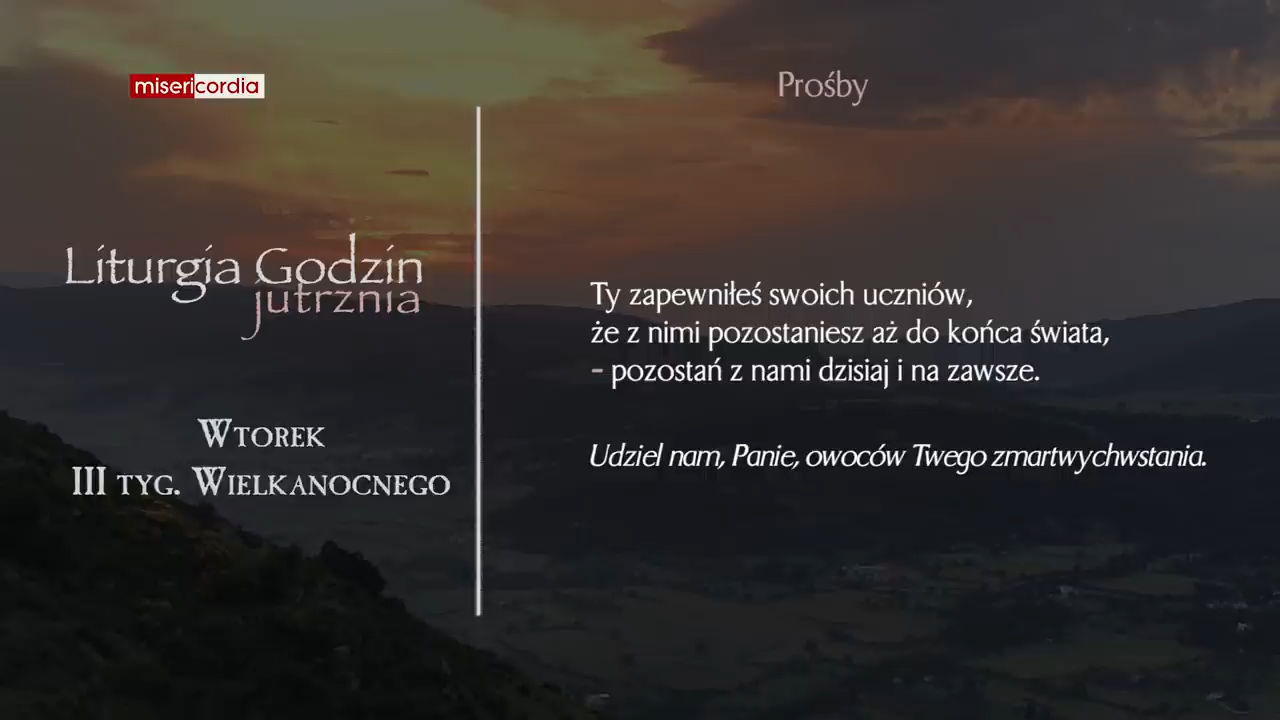 misericordia
Liturgia Godzin
jutrznia
Wtorek
III tyg. Wielkanocnego
Prośby
Ty zapewniłeś swoich uczniów,
że z nimi pozostaniesz aż do końca świata,
- pozostań z nami dzisiaj i na zawsze.
Udziel nam, Panie, owoców Twego zmartwychwstania.